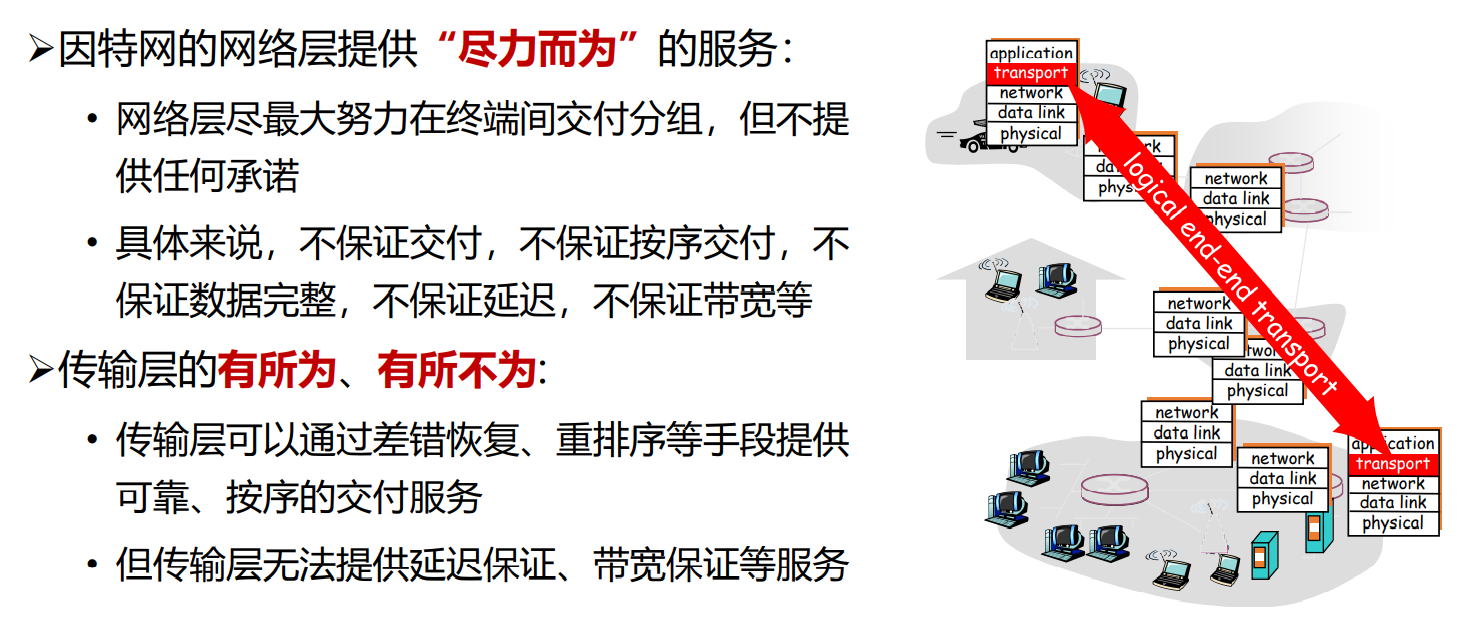 ➢因特网的网络层提供“尽力而为”的服务：
• 网络层尽最大努力在终端间交付分组，但不提
供任何承诺
• 具体来说，不保证交付，不保证按序交付，不
保证数据完整，不保证延迟，不保证带宽等
➢传输层的有所为、有所不为:
• 传输层可以通过差错恢复、重排序等手段提供
可靠、按序的交付服务
• 但传输层无法提供延迟保证、带宽保证等服务
application
transport
network
data link
physical
network
data link
physical
logical end-end transport
network
data link
physical
physical
network
data link
physical
data link
physical
network
data link
physical
application
transport
network
data link
physical